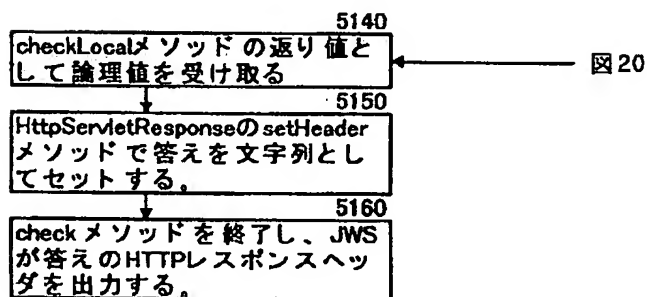 5140
checkLocalメソッドの返り値と
して論理値を受け取る
図20
5150
HttpServletResponseのsetHeader
メソッドで答えを文字列とし
てセットする。
5160
checkメソッドを終了し、JWS
が答えのHTTPレスポンスヘッ
ダを出力する。